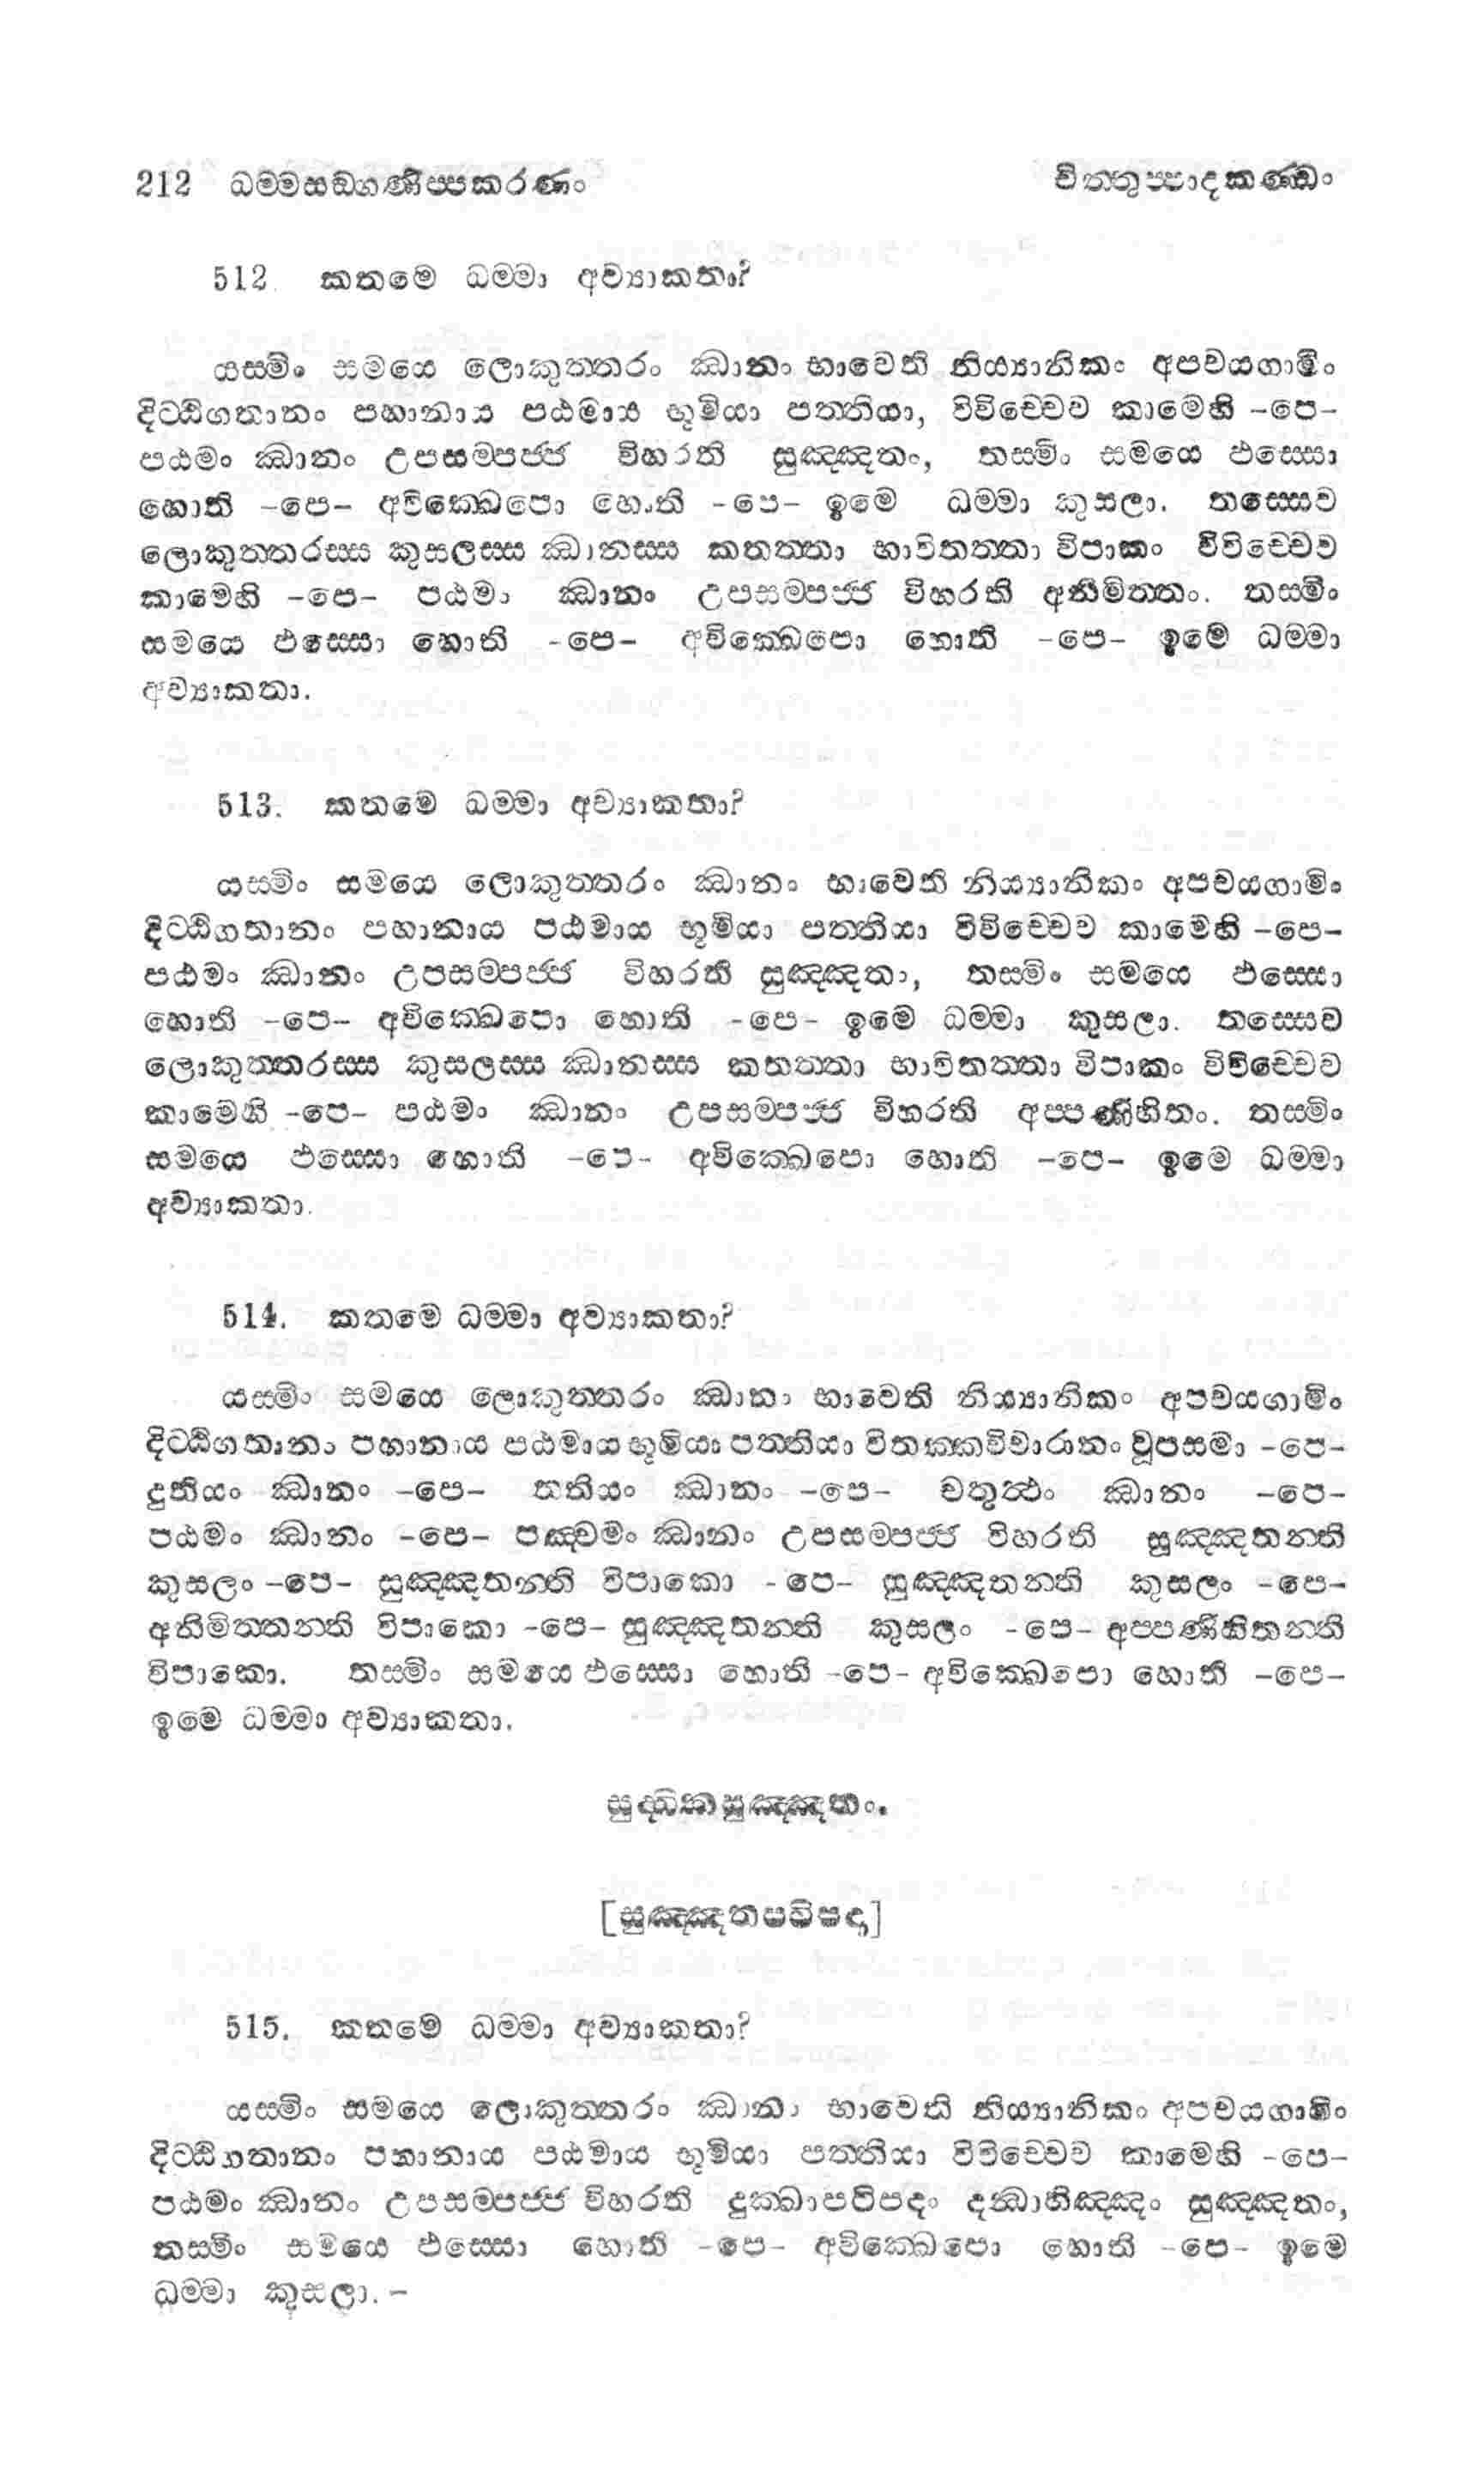 212 ධම්මසඞ්ගණිප්පකරණං චිත්තුප්පාදකණ්ඩං
512. කතමෙ ධම්මා අව්‍යාකතා?
යස්මිං සමයෙ ලොකුත්තරං ඣානං භාවෙති නිය්‍යානිකං අපචයගාමිං
දිට්ඨිගතානං පහානාය පඨමාය භූමියා පත්තියා, විවිච්චෙව කාමෙහි -පෙ-
පඨමං ඣානං උපසම්පජ්ජ විහරති සුඤ්ඤතං, තස්මිං සමයෙ ඵස්සො
හොති -පෙ- අවික්ඛෙපො හොති -පෙ- ඉමෙ ධම්මා කුසලා. තස්සෙව
ලොකුත්තරස්ස කුසලස්ස ඣානස්ස කතත්තා භාවිතත්තා විපාකං විවිච්චෙව
කාමෙහි -පෙ- පඨමං ඣානං උපසම්පජ්ජ විහරති අනිමිත්තං. තස්මිං
සමයෙ ඵස්සො හොති -පෙ- අවික්ඛෙපො හොති -පෙ- ඉමෙ ධම්මා
අව්‍යාකතා.
513. කතමෙ ධම්මා අව්‍යාකතා?
යස්මිං සමයෙ ලොකුත්තරං ඣානං භාවෙති නිය්‍යානිකං අපචයගාමිං
දිට්ඨිගතානං පහානාය පඨමාය භූමියා පත්තියා විවිච්චෙව කාමෙහි -පෙ-
පඨමං ඣානං උපසම්පජ්ජ විහරති සුඤ්ඤතං, තස්මිං සමයෙ ඵස්සො
හොති -පෙ- අවික්ඛෙපො හොති -පෙ- ඉමෙ ධම්මා කුසලා. තස්සෙව
ලොකුත්තරස්ස කුසලස්ස ඣානස්ස කතත්තා භාවිතත්තා විපාකං විවිච්චෙව
කාමෙහි -පෙ- පඨමං ඣානං උපසම්පජ්ජ විහරති අප්පණිහිතං. තස්මිං
සමයෙ ඵස්සො හොති -පෙ- අවික්ඛෙපො හොති -පෙ- ඉමෙ ධම්මා
අව්‍යාකතා.
514. කතමෙ ධම්මා අව්‍යාකතා?
යස්මිං සමයෙ ලොකුත්තරං ඣානං භාවෙති නිය්‍යානිකං අපචයගාමිං
දිට්ඨිගතානං පහානාය පඨමාය භූමියා පත්තියා විතක්කවිචාරානං වූපසමා -පෙ-
දුතියං ඣානං -පෙ- තතියං ඣානං -පෙ- චතුත්ථං ඣානං -පෙ-
පඨමං ඣානං -පෙ- පඤ්චමං ඣානං උපසම්පජ්ජ විහරති සුඤ්ඤතන්ති
කුසලං -පෙ- සුඤ්ඤතන්ති විපාකො -පෙ- සුඤ්ඤතන්ති කුසලං -පෙ-
අනිමිත්තන්ති විපාකො -පෙ- සුඤ්ඤතන්ති කුසලං -පෙ- අප්පණිහිතන්ති
විපාකො. තස්මිං සමයෙ ඵස්සො හොති -පෙ- අවික්ඛෙපො හොති -පෙ-
ඉමෙ ධම්මා අව්‍යාකතා.
සුද්ධිකසුඤ්ඤතං.
[සුඤ්ඤතපටිපදා]
515. කතමෙ ධම්මා අව්‍යාකතා?
යස්මිං සමයෙ ලොකුත්තරං ඣානං භාවෙති නිය්‍යානිකං අපචයගාමිං
දිට්ඨිගතානං පහානාය පඨමාය භූමියා පත්තියා විවිච්චෙව කාමෙහි -පෙ-
පඨමං ඣානං උපසම්පජ්ජ විහරති දුක්ඛාපටිපදං දන්ධාභිඤ්ඤං සුඤ්ඤතං,
තස්මිං සමයෙ ඵස්සො හොති -පෙ- අවික්ඛෙපො හොති -පෙ- ඉමෙ
ධම්මා කුසලා. -